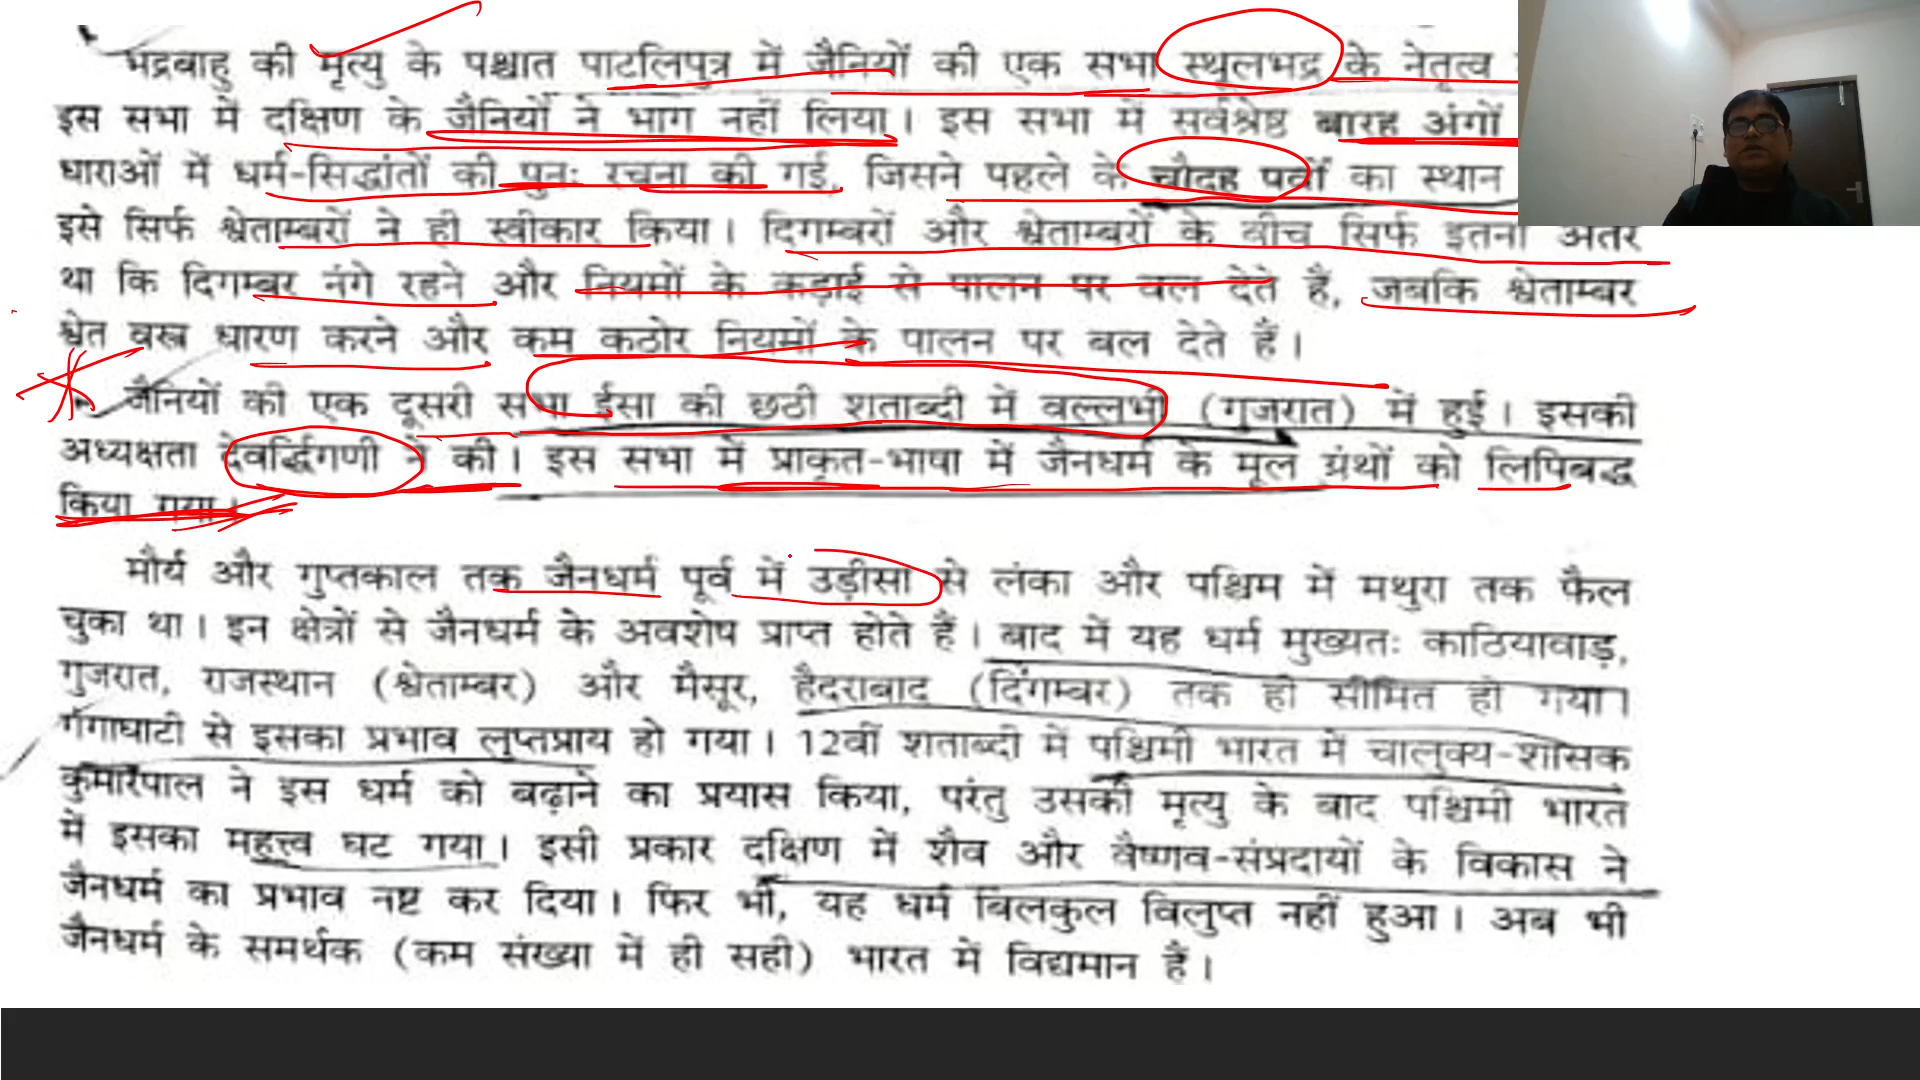 भद्रबाहु की मृत्यु के पश्चात पाटलिपुत्र में जैनियों की एक सभा स्थूलभद्र के नेतृत्व
इस सभा में दक्षिण के जैनियों ने भाग नहीं लिया। इस सभा में सर्वश्रेष्ठ बारह अंगों
धाराओं में धर्म-सिद्धांतों की पुनः रचना की गई, जिसने पहले के चौदह पर्वों का स्थान
इसे सिर्फ श्वेताम्बरों ने ही स्वीकार किया। दिगम्बरों और श्वेताम्बरों के बीच सिर्फ इतना अंतर
था कि दिगम्बर नंगे रहने और नियमों के कड़ाई से पालन पर बल देते हैं, जबकि श्वेताम्बर
श्वेत वस्त्र धारण करने और कम कठोर नियमों के पालन पर बल देते हैं।
जैनियों की एक दूसरी सभा ईसा की छठी शताब्दी में वल्लभी (गुजरात) में हुई। इसकी
अध्यक्षता देवर्द्धिगणी ने की। इस सभा में प्राकृत-भाषा में जैनधर्म के मूल ग्रंथों को लिपिबद्ध
किया गया।
मौर्य और गुप्तकाल तक जैनधर्म पूर्व में उड़ीसा से लंका और पश्चिम में मथुरा तक फैल
चुका था। इन क्षेत्रों से जैनधर्म के अवशेष प्राप्त होते हैं। बाद में यह धर्म मुख्यतः काठियावाड़,
गुजरात, राजस्थान (श्वेताम्बर) और मैसूर, हैदराबाद (दिगम्बर) तक ही सीमित हो गया।
गंगाघाटी से इसका प्रभाव लुप्तप्राय हो गया। 12वीं शताब्दी में पश्चिमी भारत में चालुक्य-शासक
कुमारपाल ने इस धर्म को बढ़ाने का प्रयास किया, परंतु उसकी मृत्यु के बाद पश्चिमी भारत
में इसका महत्त्व घट गया। इसी प्रकार दक्षिण में शैव और वैष्णव-संप्रदायों के विकास ने
जैनधर्म का प्रभाव नष्ट कर दिया। फिर भी, यह धर्म बिलकुल विलुप्त नहीं हुआ। अब भी
जैनधर्म के समर्थक (कम संख्या में ही सही) भारत में विद्यमान हैं।